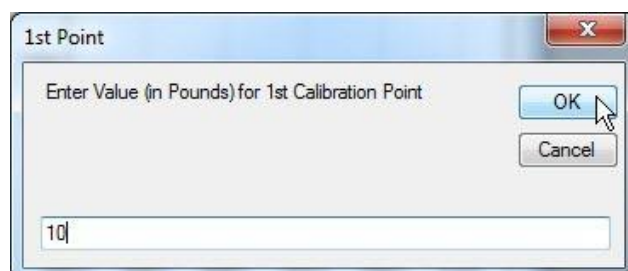 1st Point
Enter Value (in Pounds) for 1st Calibration Point
OK
Cancel
10